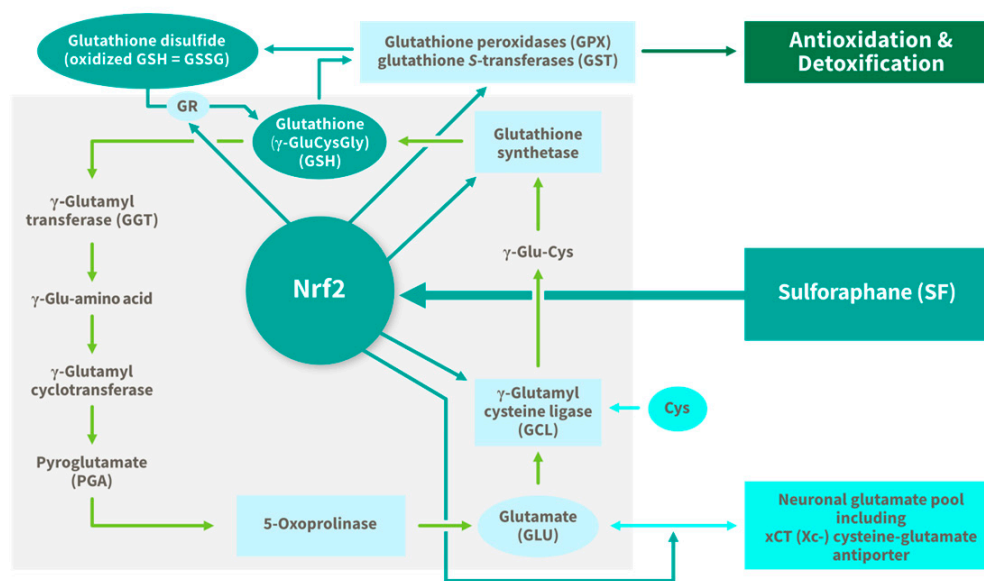 Glutathione disulfide
(oxidized GSH = GSSG)
Glutathione peroxidases (GPX)
glutathione S-transferases (GST)
Antioxidation &
Detoxification
GR
Glutathione
(γ-GluCysGly)
(GSH)
Glutathione
synthetase
γ-Glutamyl
transferase (GGT)
γ-Glu-Cys
Nrf2
Sulforaphane (SF)
γ-Glu-amino acid
γ-Glutamyl
cyclotransferase
γ-Glutamyl
cysteine ligase
(GCL)
Cys
Pyroglutamate
(PGA)
5-Oxoprolinase
Glutamate
(GLU)
Neuronal glutamate pool
including
xCT (Xc-) cysteine-glutamate
antiporter